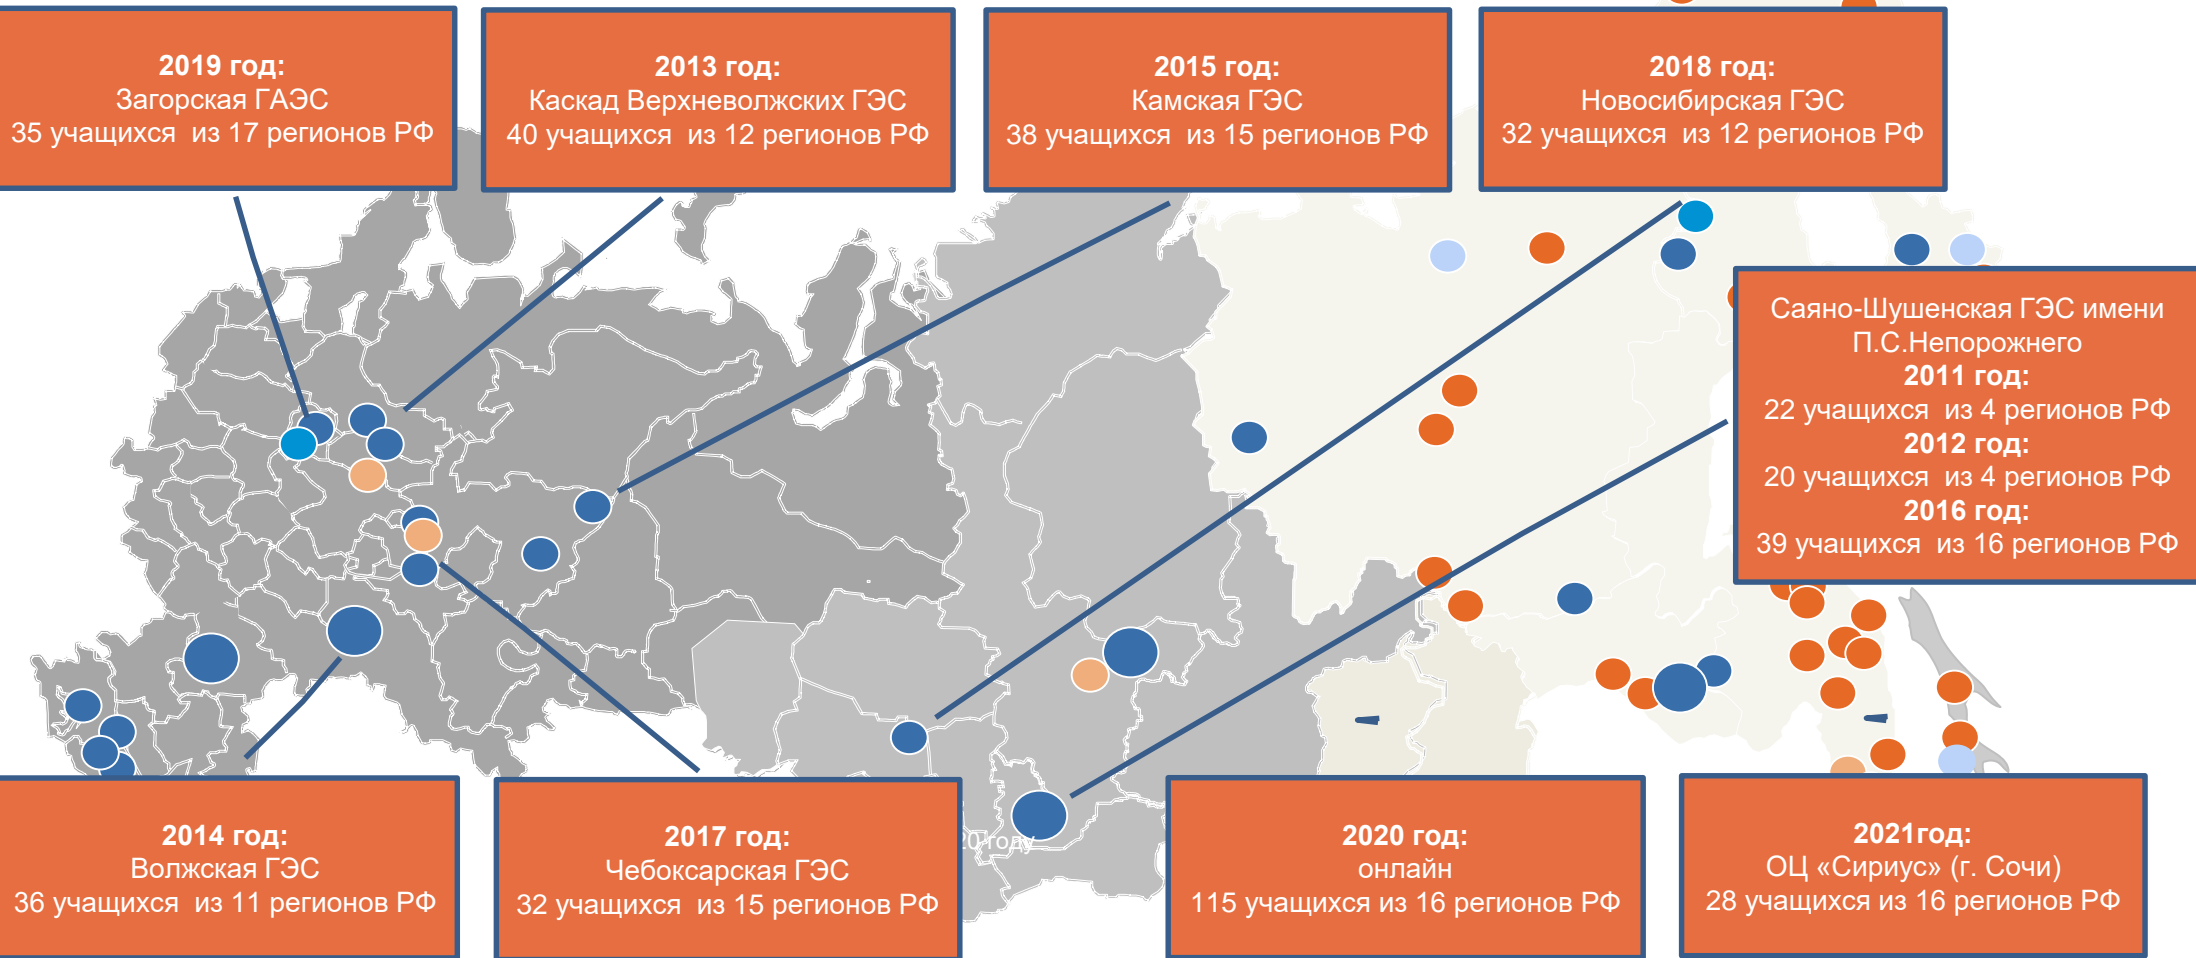 2019 год:
Загорская ГАЭС
35 учащихся  из 17 регионов РФ
2013 год:
Каскад Верхневолжских ГЭС
40 учащихся  из 12 регионов РФ
2015 год:
Камская ГЭС
38 учащихся  из 15 регионов РФ
2018 год:
Новосибирская ГЭС
32 учащихся  из 12 регионов РФ
Саяно-Шушенская ГЭС имени
П.С.Непорожнего
2011 год:
22 учащихся  из 4 регионов РФ
2012 год:
20 учащихся  из 4 регионов РФ
2016 год:
39 учащихся  из 16 регионов РФ
2014 год:
Волжская ГЭС
36 учащихся  из 11 регионов РФ
2017 год:
Чебоксарская ГЭС
32 учащихся  из 15 регионов РФ
году
2020 год:
онлайн
115 учащихся из 16 регионов РФ
2021год:
ОЦ «Сириус» (г. Сочи)
28 учащихся из 16 регионов РФ